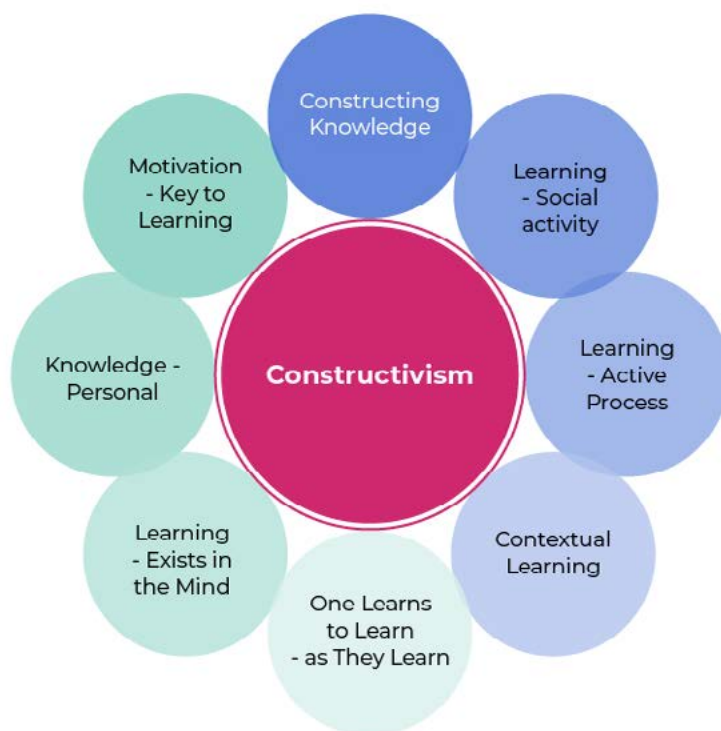 Constructing
Knowledge
Learning
- Social
activity
Learning
- Active
Process
Contextual
Learning
One Learns
to Learn
- as They Learn
Learning
- Exists in
the Mind
Knowledge -
Personal
Motivation
- Key to
Learning
Constructivism